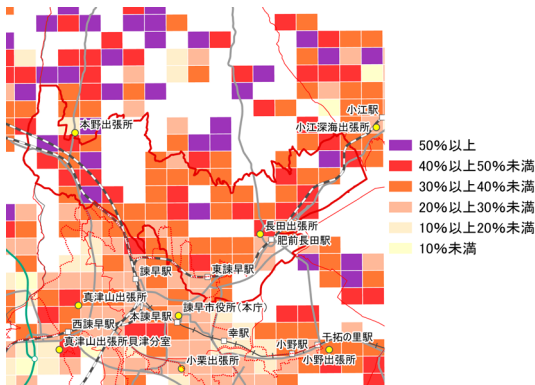 本野出張所
小江駅
小江深海出張所
50%以上
40%以上50%未満
30%以上40%未満
20%以上30%未満
10%以上20%未満
10%未満
長田出張所
肥前長田駅
諫早駅
東諫早駅
真津山出張所
本諫早駅
諫早市役所(本庁)
西諫早駅
幸駅
小野駅
干拓の里駅
真津山出張所貝津分室
小栗出張所
小野出張所